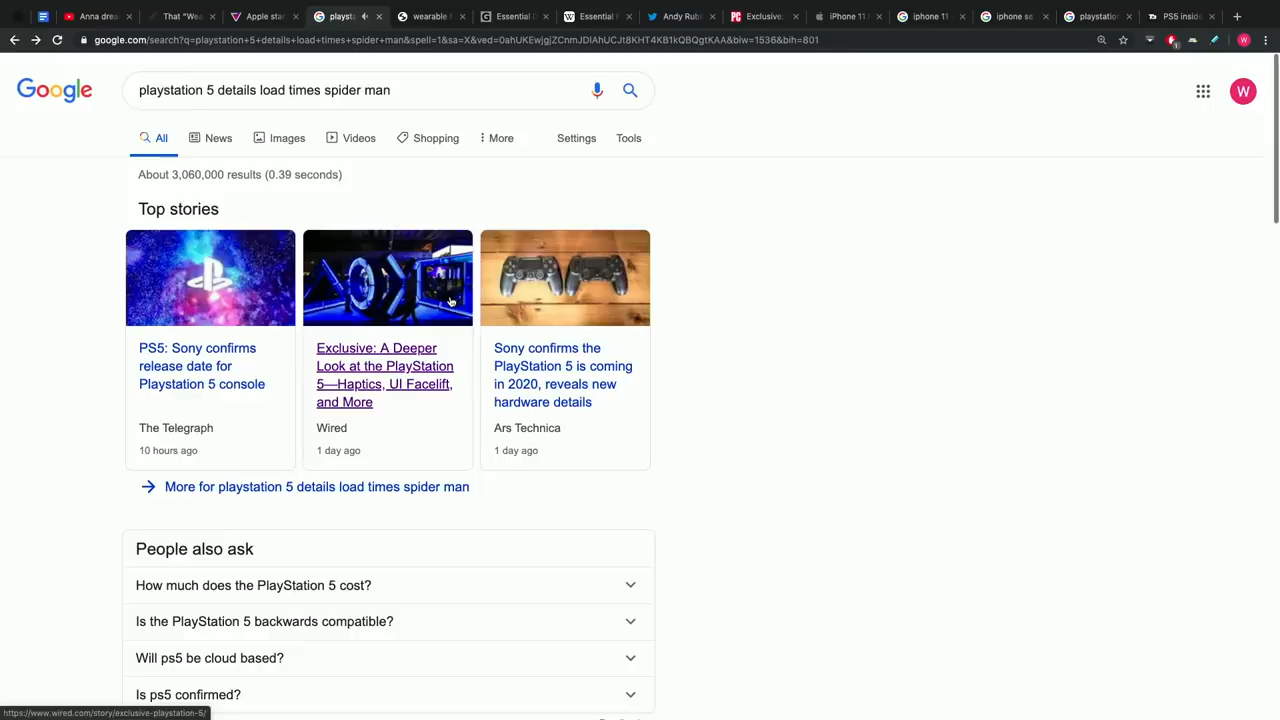 Anna drea
That "Wea
Apple star
playst
wearable
Essential D
Essential P
Andy Rub
Exclusive:
iPhone 11
iphone 11
iphone se
playstation
PS5 inside
google.com/search?q=playstation+5+details+load+times+spider+man&spell=1&sa=X&ved=0ahUKEwjgjZCnmJDlAhUCJt8KHT4KB1kQBQgtKAA&biw=1536&bih=801
1
W
Google
playstation 5 details load times spider man
W
All
News
Images
Videos
Shopping
More
Settings
Tools
About 3,060,000 results (0.39 seconds)
Top stories
PS5: Sony confirms
release date for
Playstation 5 console
The Telegraph
10 hours ago
Exclusive: A Deeper
Look at the PlayStation
5—Haptics, UI Facelift,
and More
Wired
1 day ago
Sony confirms the
PlayStation 5 is coming
in 2020, reveals new
hardware details
Ars Technica
1 day ago
More for playstation 5 details load times spider man
People also ask
How much does the PlayStation 5 cost?
Is the PlayStation 5 backwards compatible?
Will ps5 be cloud based?
Is ps5 confirmed?
https://www.wired.com/story/exclusive-playstation-5/